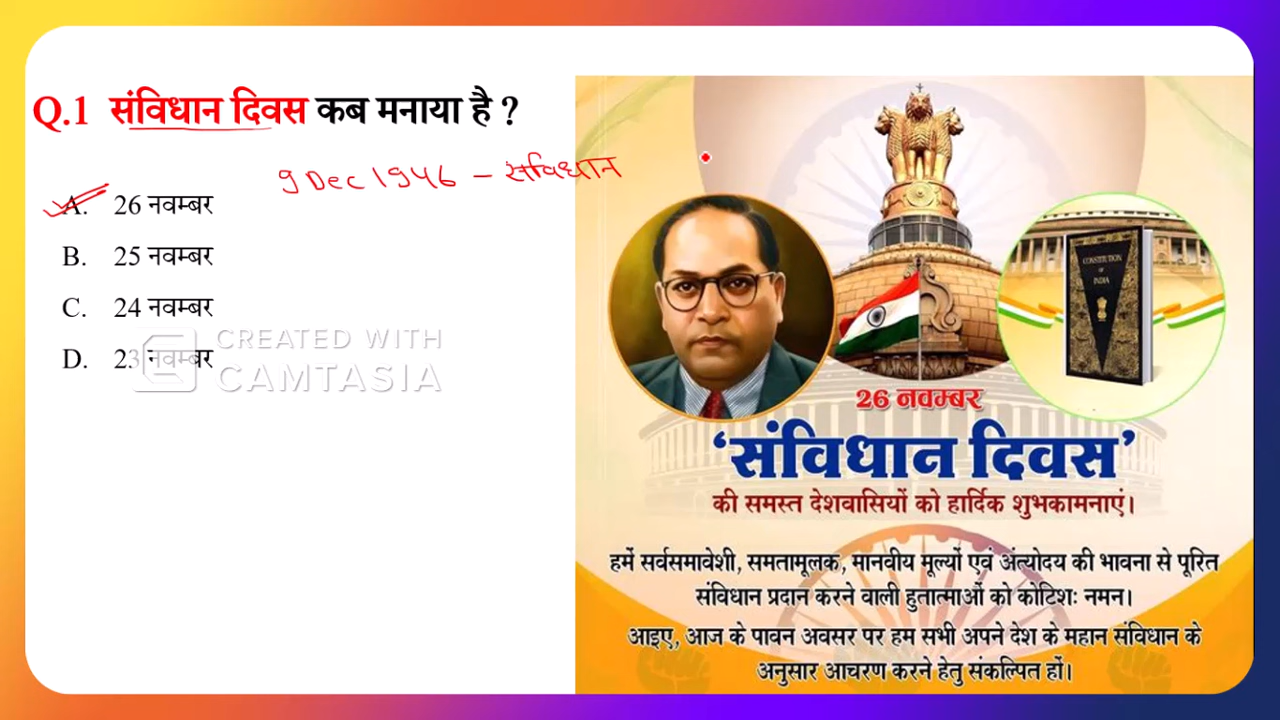 Q.1 संविधान दिवस कब मनाया है ?
9 Dec 1946 - संविधान
A. 26 नवम्बर
B. 25 नवम्बर
C. 24 नवम्बर
D. 23 नवम्बर
CREATED WITH
CAMTASIA
CONSTITUTION
OF
INDIA
26 नवम्बर
‘संविधान दिवस’
की समस्त देशवासियों को हार्दिक शुभकामनाएं।
हमें सर्वसमावेशी, समतामूलक, मानवीय मूल्यों एवं अंत्योदय की भावना से पूरित
संविधान प्रदान करने वाली हुतात्माओं को कोटिशः नमन।
आइए, आज के पावन अवसर पर हम सभी अपने देश के महान संविधान के
अनुसार आचरण करने हेतु संकल्पित हों।